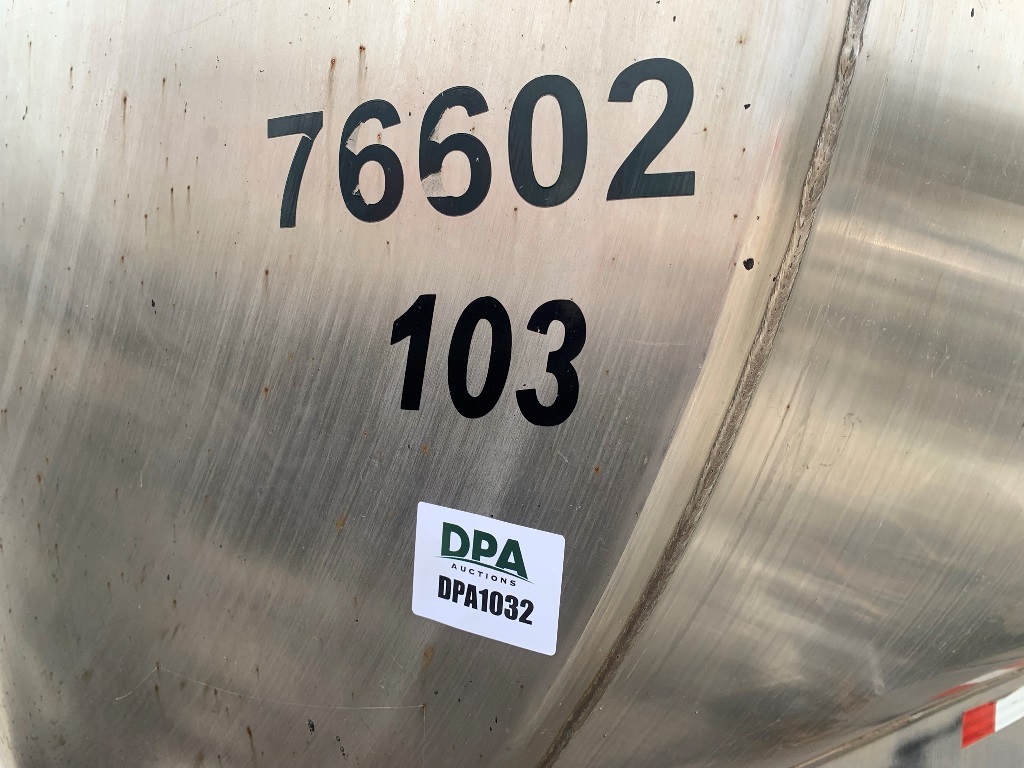 76602
103
DPA
AUCTIONS
DPA1032